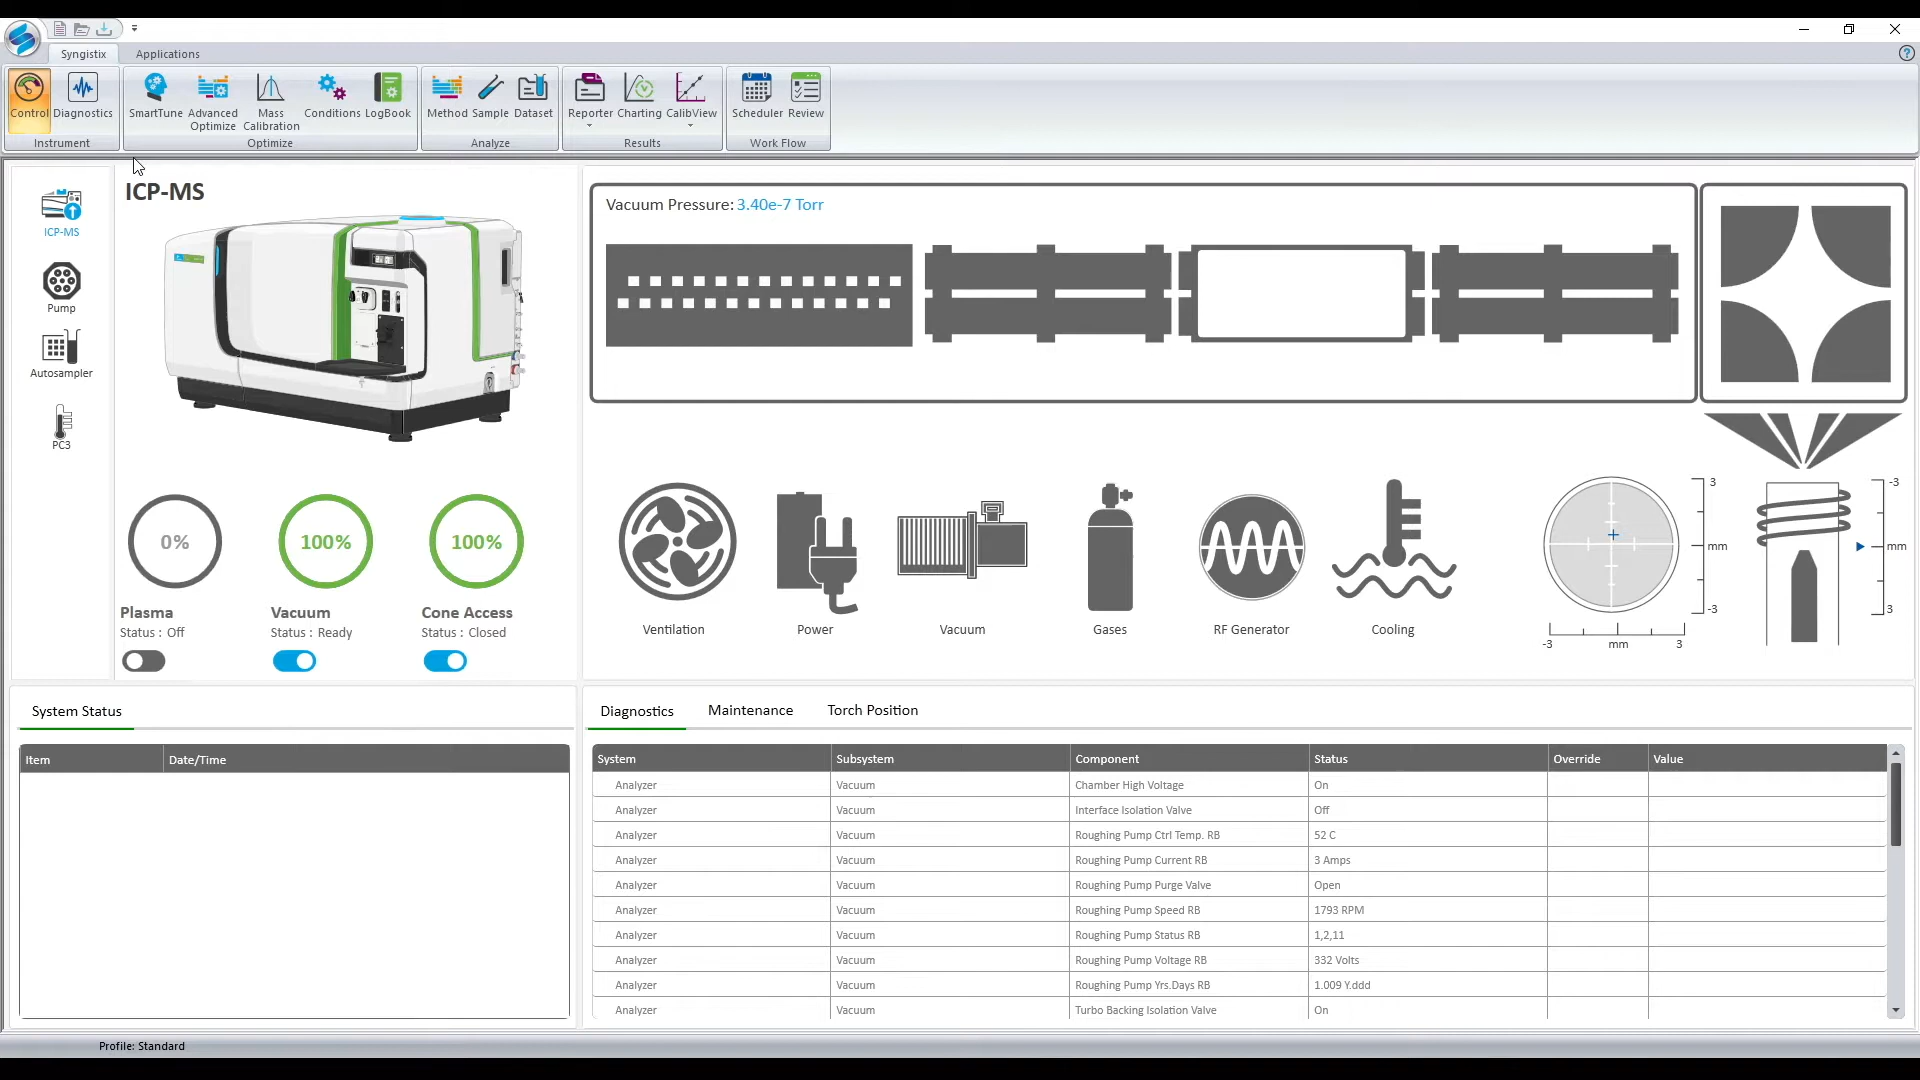 Syngistix
Applications
Control
Diagnostics
Instrument
SmartTune
Advanced
Optimize
Mass
Calibration
Conditions
LogBook
Optimize
Method
Sample
Dataset
Analyze
Reporter
Charting
CalibView
Results
Scheduler
Review
Work Flow
ICP-MS
Pump
Autosampler
PC3
ICP-MS
0%
100%
100%
Plasma
Status : Off
Vacuum
Status : Ready
Cone Access
Status : Closed
Vacuum Pressure: 3.40e-7 Torr
Ventilation
Power
Vacuum
Gases
RF Generator
Cooling
3
mm
-3
-3 mm 3
-3
mm
3
System Status
Item Date/Time
Diagnostics Maintenance Torch Position
System Subsystem Component Status Override Value
Analyzer Vacuum Chamber High Voltage On
Analyzer Vacuum Interface Isolation Valve Off
Analyzer Vacuum Roughing Pump Ctrl Temp. RB 52 C
Analyzer Vacuum Roughing Pump Current RB 3 Amps
Analyzer Vacuum Roughing Pump Purge Valve Open
Analyzer Vacuum Roughing Pump Speed RB 1793 RPM
Analyzer Vacuum Roughing Pump Status RB 1,2,11
Analyzer Vacuum Roughing Pump Voltage RB 332 Volts
Analyzer Vacuum Roughing Pump Yrs.Days RB 1.009 Y.ddd
Analyzer Vacuum Turbo Backing Isolation Valve On
Profile: Standard